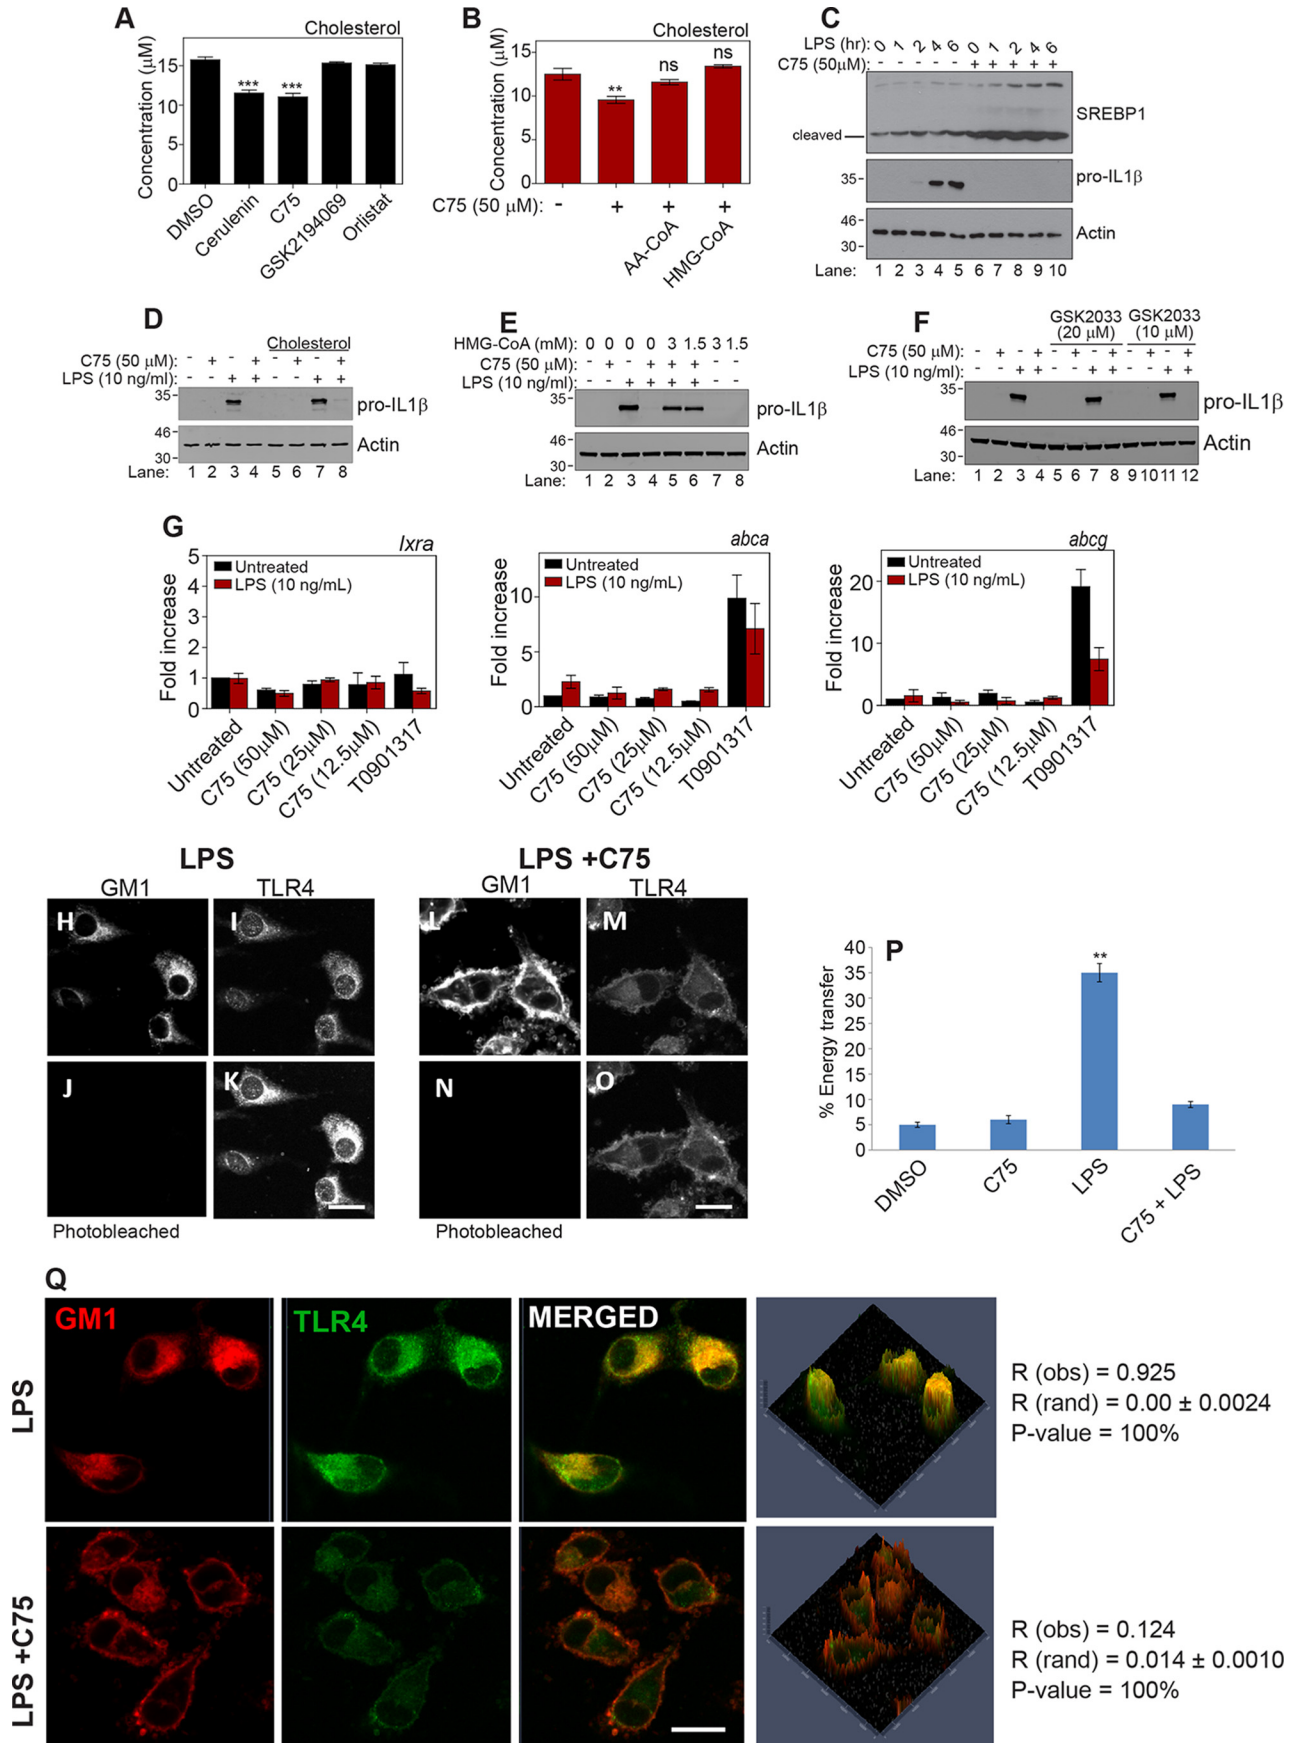 A
Cholesterol
Concentration (μM)
15
10
5
0
***
***
DMSO
Cerulenin
C75
GSK2194069
Orlistat
B
Cholesterol
Concentration (μM)
15
10
5
0
**
ns
ns
C75 (50 μM): - + + +
AA-CoA
HMG-CoA
C
LPS (hr): 0 1 2 4 6 0 1 2 4 6
C75 (50μM): - - - - - + + + + +
SREBP1
cleaved
35-
pro-IL1β
46-
30-
Actin
Lane: 1 2 3 4 5 6 7 8 9 10
D
Cholesterol
C75 (50 μM): - + - + - + - +
LPS (10 ng/ml): - - + + - - + +
35-
pro-IL1β
46-
30-
Actin
Lane: 1 2 3 4 5 6 7 8
E
HMG-CoA (mM): 0 0 0 0 3 1.5 3 1.5
C75 (50 μM): - + - + + + - -
LPS (10 ng/ml): - - + + + + - -
35-
pro-IL1β
46-
30-
Actin
Lane: 1 2 3 4 5 6 7 8
F
GSK2033 (20 μM)
GSK2033 (10 μM)
C75 (50 μM): - + - + - + - + - + - +
LPS (10 ng/ml): - - + + - - + + - - + +
35-
pro-IL1β
46-
30-
Actin
Lane: 1 2 3 4 5 6 7 8 9 10 11 12
G
lxra
Fold increase
5
4
3
2
1
0
Untreated
LPS (10 ng/mL)
Untreated
C75 (50μM)
C75 (25μM)
C75 (12.5μM)
T0901317
abca
Fold increase
10
5
0
Untreated
LPS (10 ng/mL)
Untreated
C75 (50μM)
C75 (25μM)
C75 (12.5μM)
T0901317
abcg
Fold increase
20
10
0
Untreated
LPS (10 ng/mL)
Untreated
C75 (50μM)
C75 (25μM)
C75 (12.5μM)
T0901317
LPS
GM1
TLR4
H
I
J
K
Photobleached
LPS +C75
GM1
TLR4
L
M
N
O
Photobleached
P
% Energy transfer
40
35
30
25
20
15
10
5
0
**
DMSO
C75
LPS
C75 + LPS
Q
LPS
GM1
TLR4
MERGED
R (obs) = 0.925
R (rand) = 0.00 ± 0.0024
P-value = 100%
LPS +C75
R (obs) = 0.124
R (rand) = 0.014 ± 0.0010
P-value = 100%